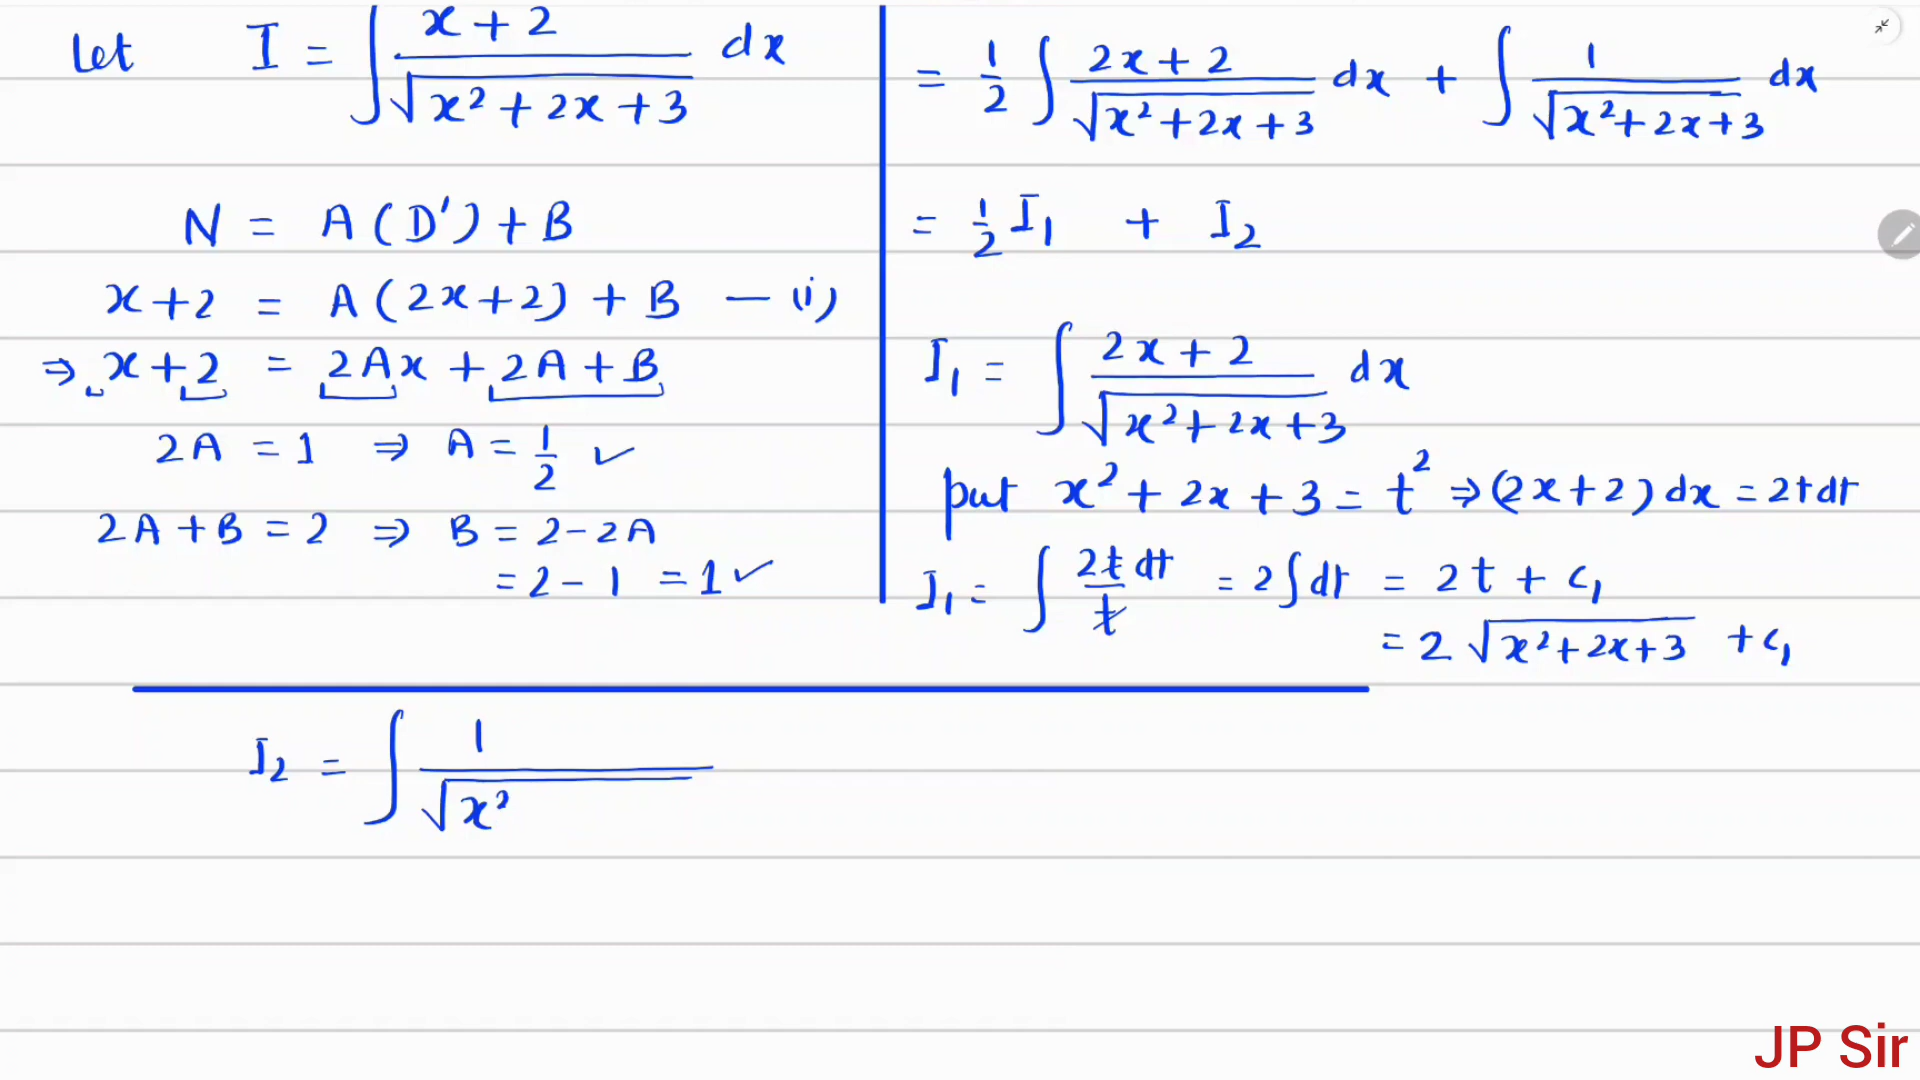 Let I = ∫ (x + 2)/√(x² + 2x + 3) dx
N = A (D') + B
x + 2 = A (2x + 2) + B — (i)
⇒ x + 2 = 2Ax + 2A + B
2A = 1 ⇒ A = 1/2 ✓
2A + B = 2 ⇒ B = 2 - 2A
= 2 - 1 = 1 ✓
= 1/2 ∫ (2x + 2)/√(x² + 2x + 3) dx + ∫ 1/√(x² + 2x + 3) dx
= 1/2 I₁ + I₂
I₁ = ∫ (2x + 2)/√(x² + 2x + 3) dx
put x² + 2x + 3 = t² ⇒ (2x + 2) dx = 2t dt
I₁ = ∫ 2t dt/t = 2 ∫ dt = 2t + c₁
= 2 √(x² + 2x + 3) + c₁
I₂ = ∫ 1/√(x²
JP Sir